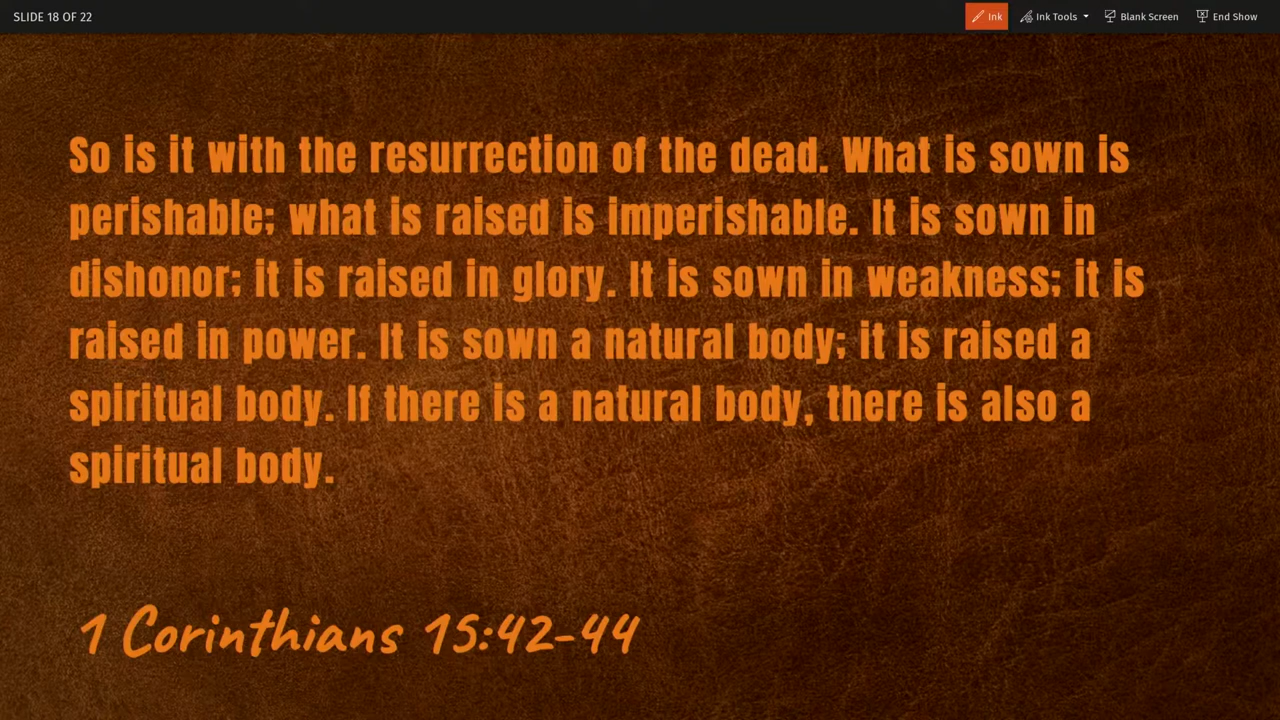 SLIDE 18 OF 22
Ink
Ink Tools
Blank Screen
End Show
So is it with the resurrection of the dead. What is sown is
perishable; what is raised is imperishable. It is sown in
dishonor; it is raised in glory. It is sown in weakness; it is
raised in power. It is sown a natural body; it is raised a
spiritual body. If there is a natural body, there is also a
spiritual body.
1 Corinthians 15:42-44